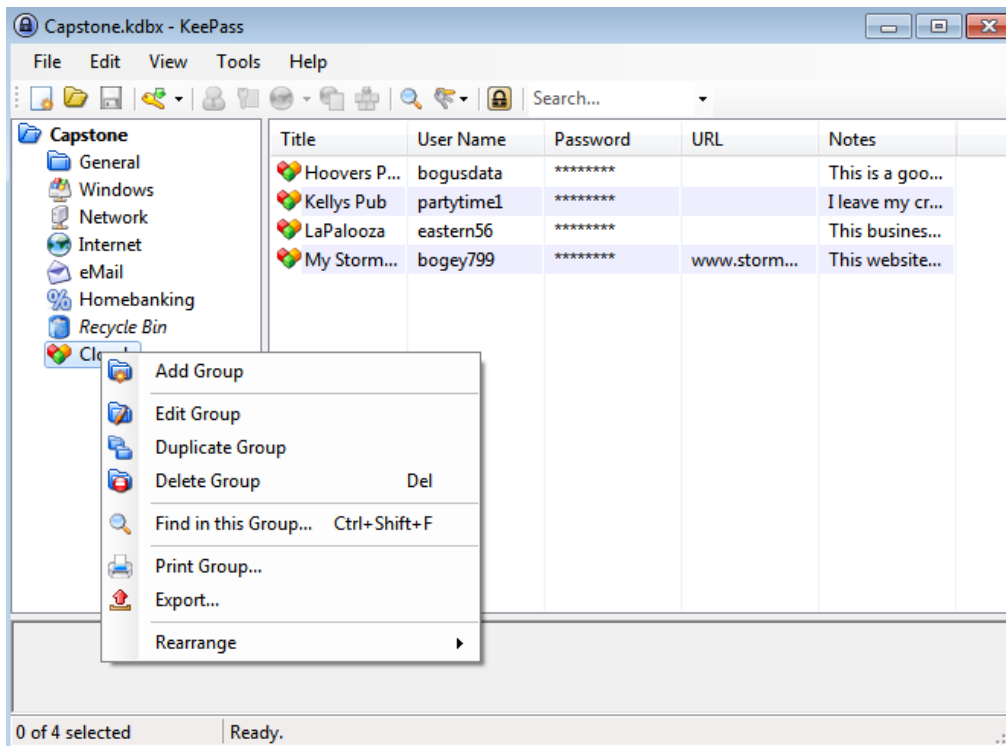 Capstone.kdbx - KeePass
File Edit View Tools Help
Search...
Capstone
General
Windows
Network
Internet
eMail
Homebanking
Recycle Bin
Title User Name Password URL Notes
Hoovers P... bogusdata ******** This is a goo...
Kellys Pub partytime1 ******** I leave my cr...
LaPalooza eastern56 ******** This busines...
My Storm... bogey799 ******** www.storm... This website...
Add Group
Edit Group
Duplicate Group
Delete Group Del
Find in this Group... Ctrl+Shift+F
Print Group...
Export...
Rearrange
0 of 4 selected Ready.